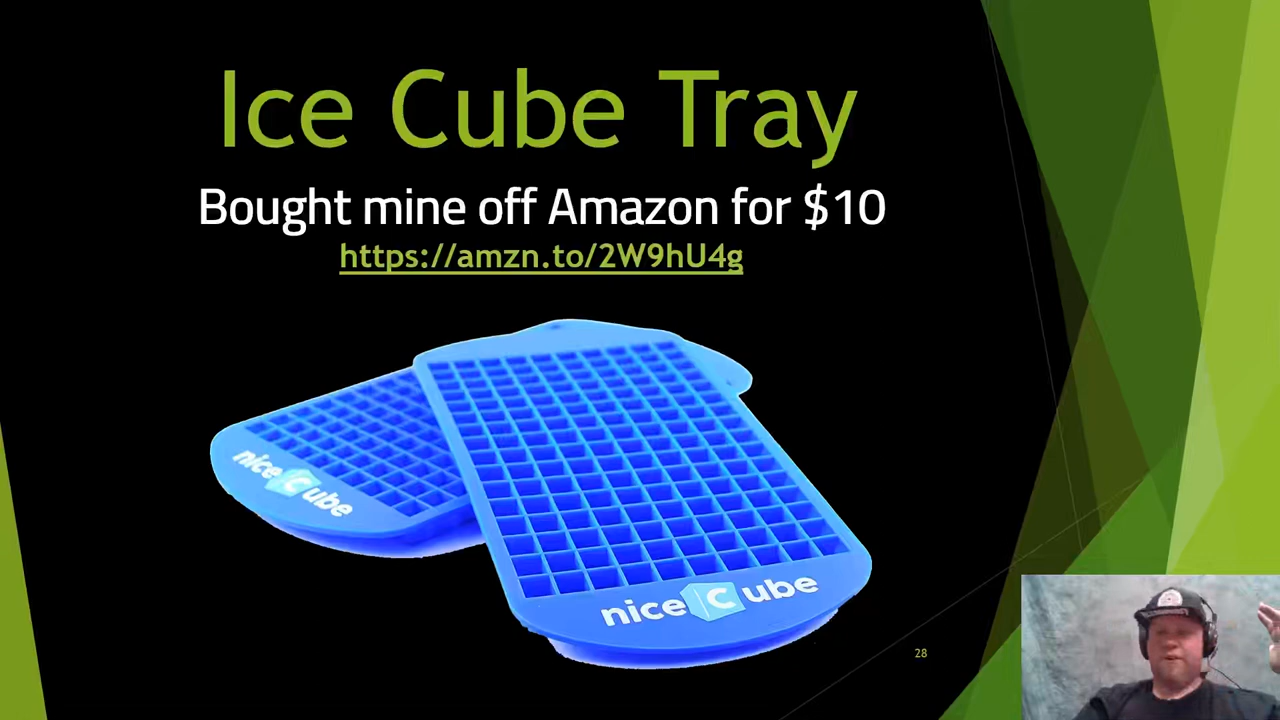 Ice Cube Tray
Bought mine off Amazon for $10
https://amzn.to/2W9hU4g
nice Cube
nice Cube
28